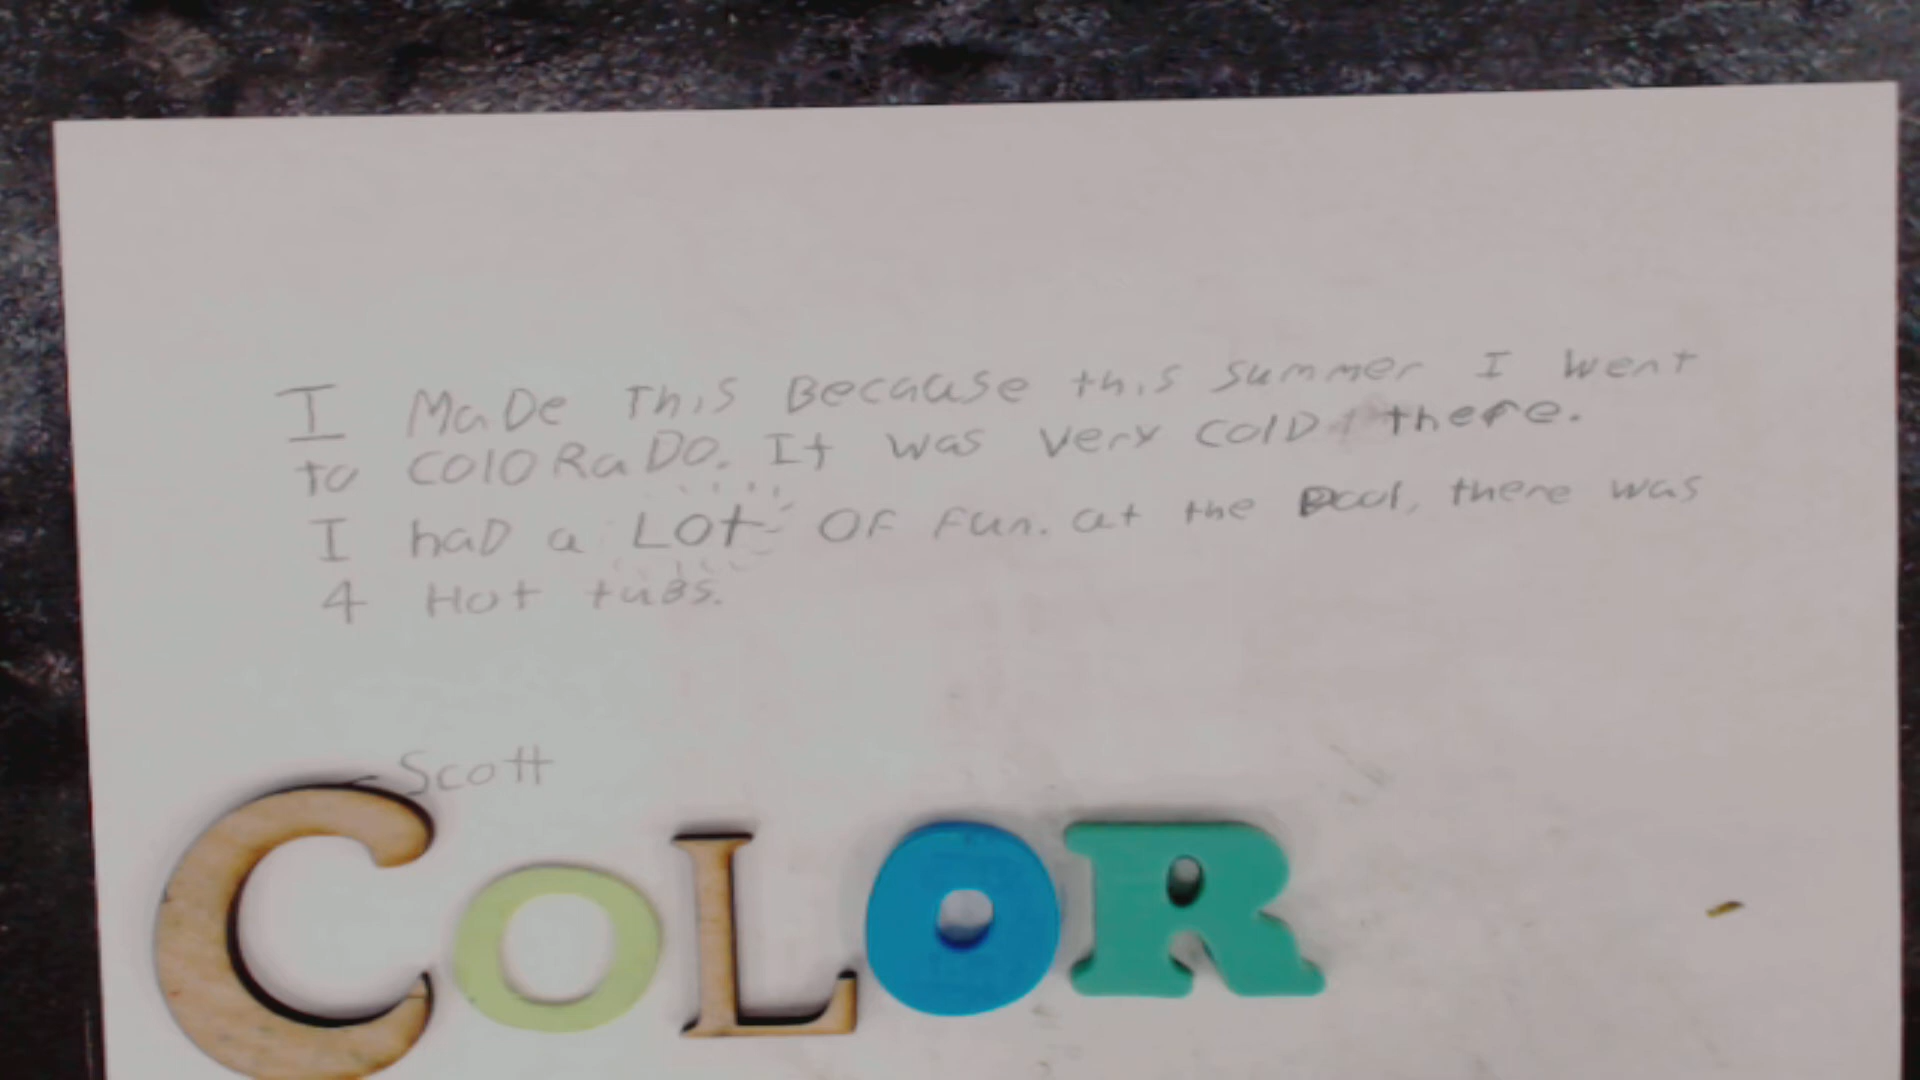 I MaDe This Because this summer I went
to ColORaDO. It was very ColD there.
I haD a LOt OF Fun. at the Pool, there was
4 Hot tuBs.
-Scott
COLOR